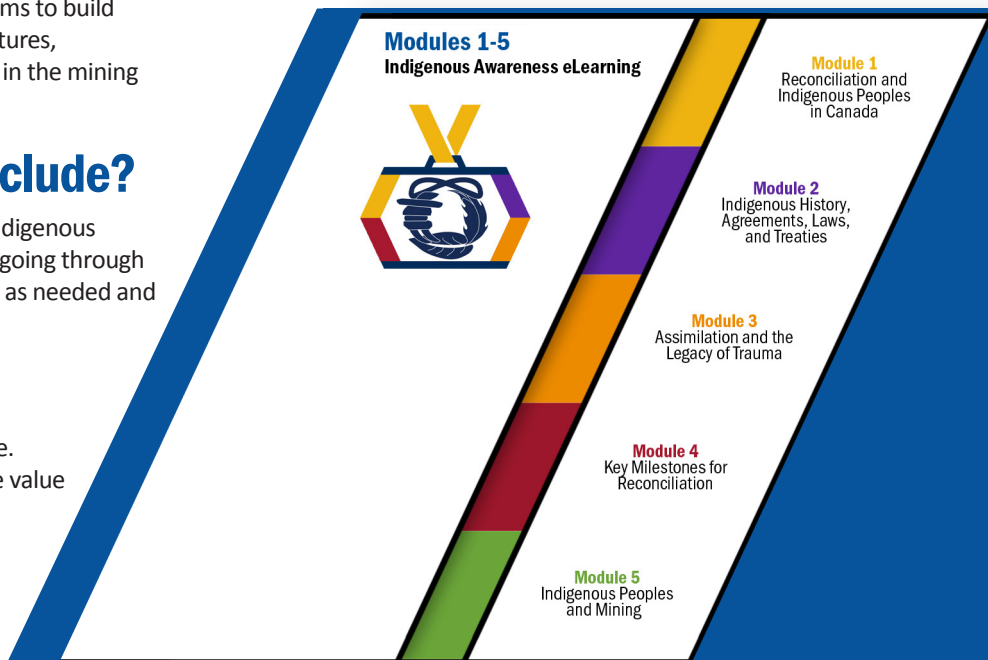 ms to build
tures,
in the mining
clude?
digenous
going through
as needed and
e.
e value
Modules 1-5
Indigenous Awareness eLearning
Module 1
Reconciliation and
Indigenous Peoples
in Canada
Module 2
Indigenous History,
Agreements, Laws,
and Treaties
Module 3
Assimilation and the
Legacy of Trauma
Module 4
Key Milestones for
Reconciliation
Module 5
Indigenous Peoples
and Mining